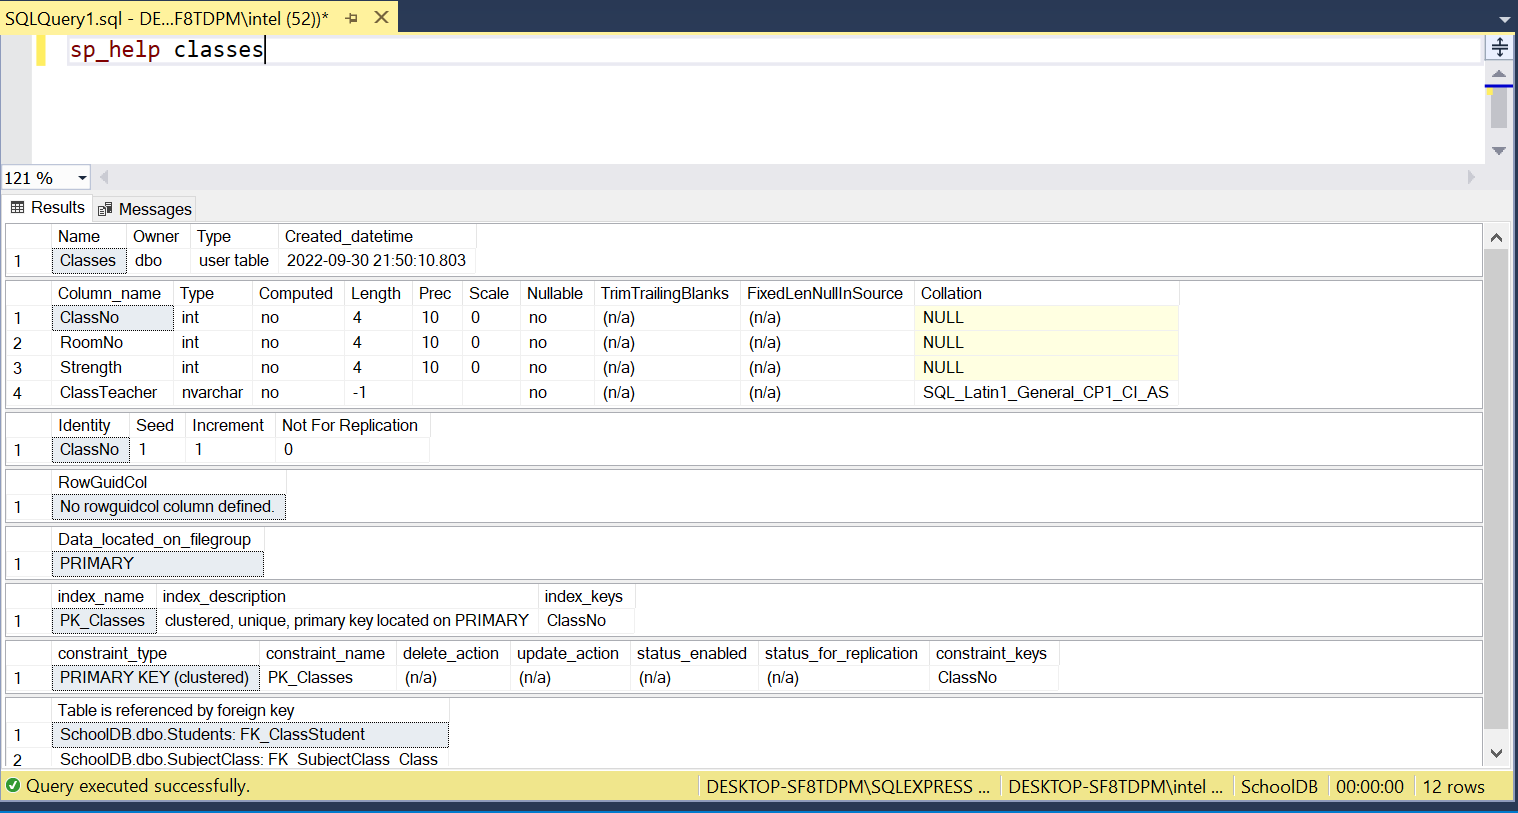 SQLQuery1.sql - DE...F8TDPM\intel (52))*
sp_help classes
121 %
Results Messages
Name Owner Type Created_datetime
1 Classes dbo user table 2022-09-30 21:50:10.803
Column_name Type Computed Length Prec Scale Nullable TrimTrailingBlanks FixedLenNullInSource Collation
1 ClassNo int no 4 10 0 no (n/a) (n/a) NULL
2 RoomNo int no 4 10 0 no (n/a) (n/a) NULL
3 Strength int no 4 10 0 no (n/a) (n/a) NULL
4 ClassTeacher nvarchar no -1 no (n/a) (n/a) SQL_Latin1_General_CP1_CI_AS
Identity Seed Increment Not For Replication
1 ClassNo 1 1 0
RowGuidCol
1 No rowguidcol column defined.
Data_located_on_filegroup
1 PRIMARY
index_name index_description index_keys
1 PK_Classes clustered, unique, primary key located on PRIMARY ClassNo
constraint_type constraint_name delete_action update_action status_enabled status_for_replication constraint_keys
1 PRIMARY KEY (clustered) PK_Classes (n/a) (n/a) (n/a) (n/a) ClassNo
Table is referenced by foreign key
1 SchoolDB.dbo.Students: FK_ClassStudent
2 SchoolDB.dbo.SubjectClass: FK_SubjectClass_Class
Query executed successfully. DESKTOP-SF8TDPM\SQLEXPRESS ... DESKTOP-SF8TDPM\intel ... SchoolDB 00:00:00 12 rows